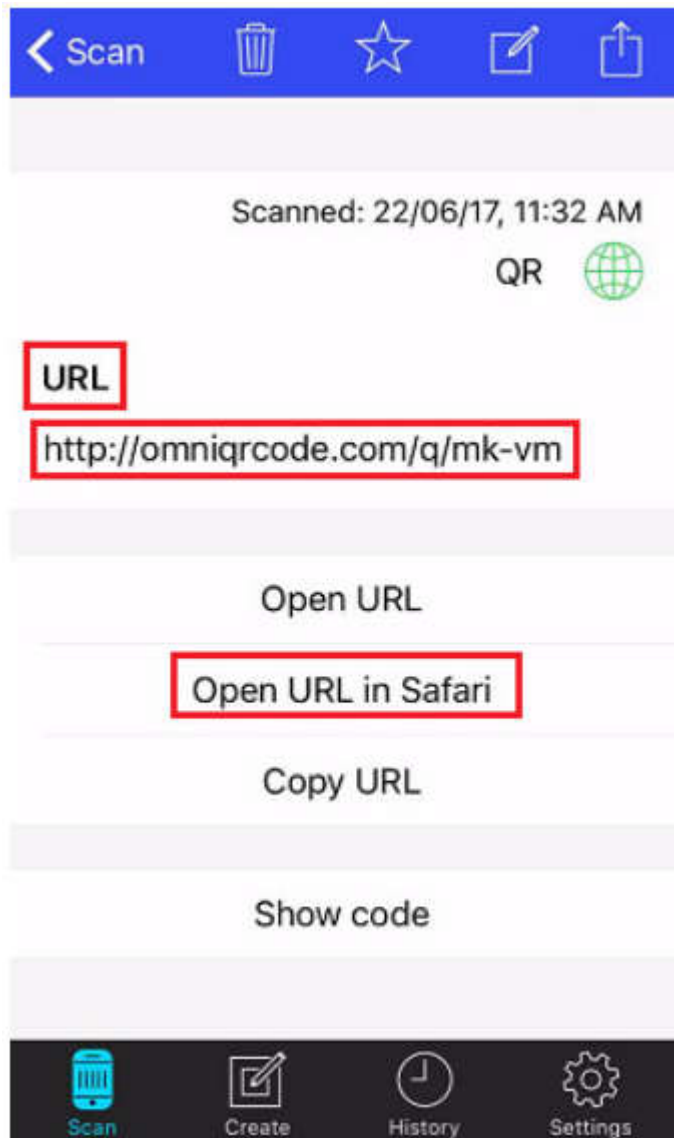 Scan
Scanned: 22/06/17, 11:32 AM
QR
URL
http://omniqrcode.com/q/mk-vm
Open URL
Open URL in Safari
Copy URL
Show code
Scan Create History Settings